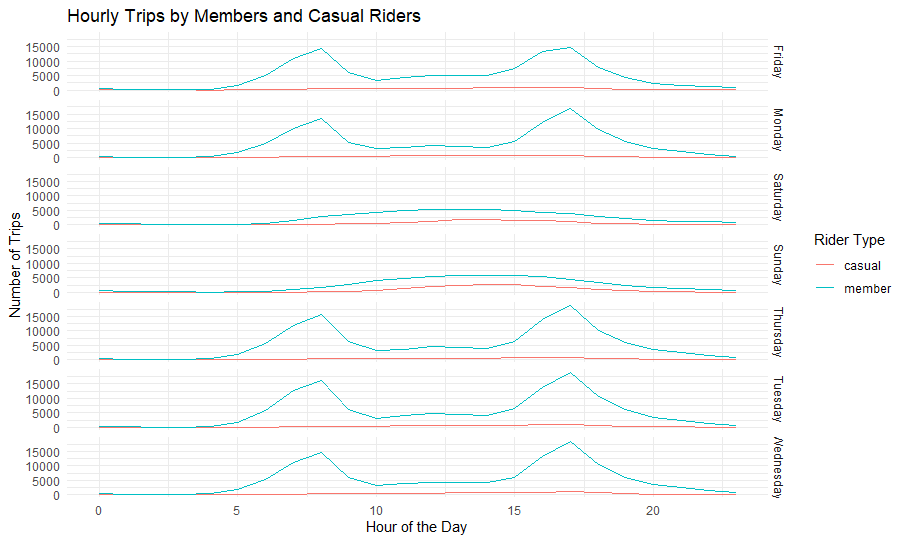 Hourly Trips by Members and Casual Riders
Number of Trips
15000
10000
5000
0
Friday
15000
10000
5000
0
Monday
15000
10000
5000
0
Saturday
15000
10000
5000
0
Sunday
15000
10000
5000
0
Thursday
15000
10000
5000
0
Tuesday
15000
10000
5000
0
Wednesday
0 5 10 15 20
Hour of the Day
Rider Type
casual
member